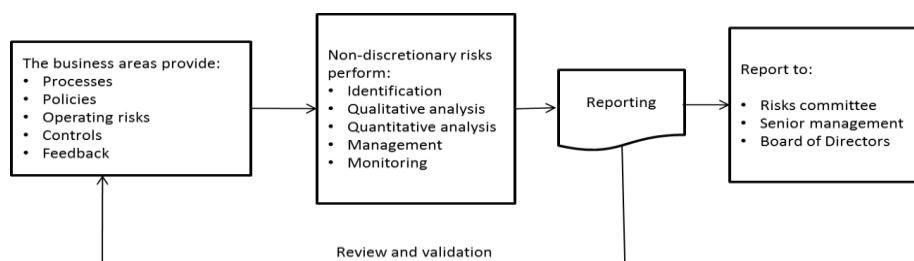 The business areas provide:
• Processes
• Policies
• Operating risks
• Controls
• Feedback
Non-discretionary risks
perform:
• Identification
• Qualitative analysis
• Quantitative analysis
• Management
• Monitoring
Reporting
Report to:
• Risks committee
• Senior management
• Board of Directors
Review and validation